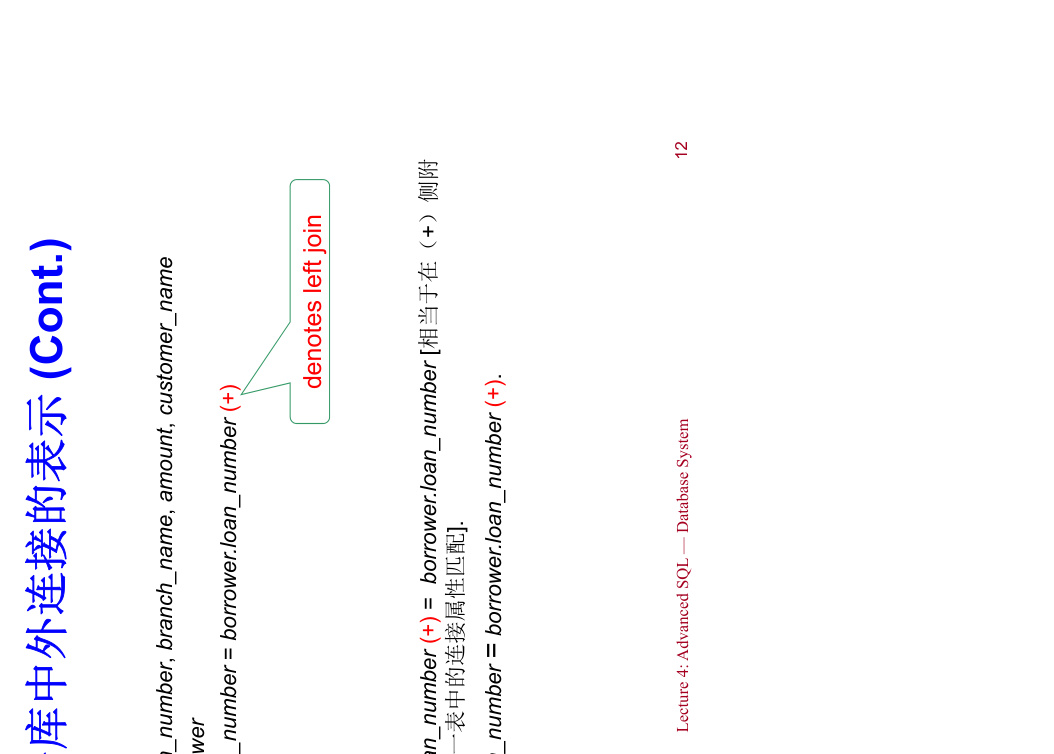 库中外连接的表示 (Cont.)
_number, branch_name, amount, customer_name
wer
_number = borrower.loan_number (+)
denotes left join
an_number (+) = borrower.loan_number [相当于在（+）侧附
一表中的连接属性匹配].
_number = borrower.loan_number (+).
Lecture 4: Advanced SQL — Database System
12